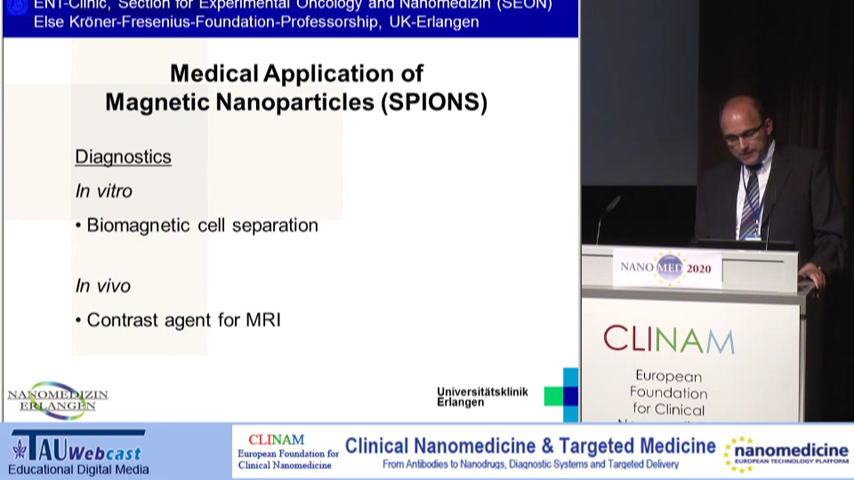 ENT-Clinic, Section for Experimental Oncology and Nanomedizin (SEON)
Else Kröner-Fresenius-Foundation-Professorship, UK-Erlangen
Medical Application of
Magnetic Nanoparticles (SPIONS)
Diagnostics
In vitro
• Biomagnetic cell separation
In vivo
• Contrast agent for MRI
NANOMEDIZIN
ERLANGEN
Universitätsklinik
Erlangen
NANO MED 2020
CLINAM
European
Foundation
for Clinical
TAU Webcast
Educational Digital Media
CLINAM
European Foundation for
Clinical Nanomedicine
Clinical Nanomedicine & Targeted Medicine
From Antibodies to Nanodrugs, Diagnostic Systems and Targeted Delivery
nanomedicine
EUROPEAN TECHNOLOGY PLATFORM